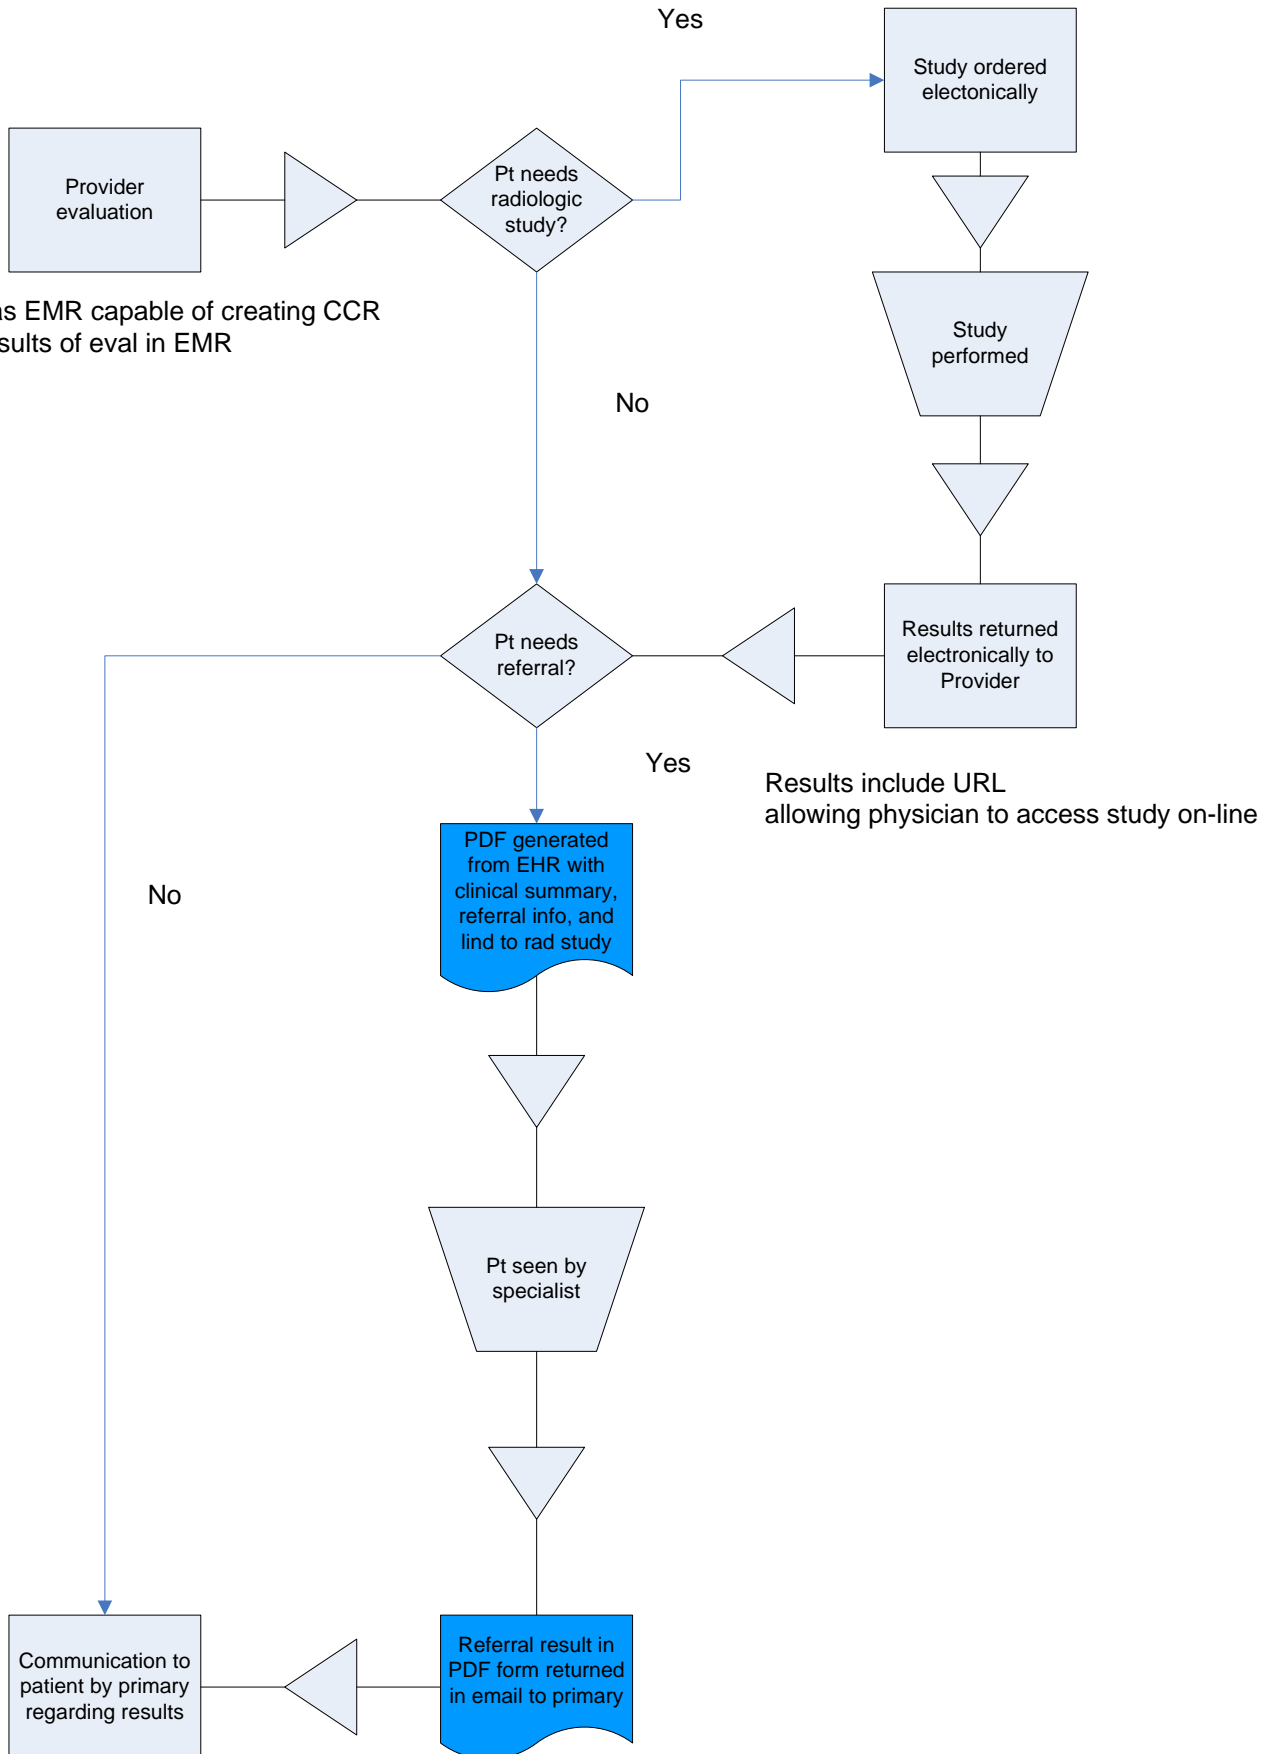 Yes
Study ordered
electonically
Provider
evaluation
Pt needs
radiologic
study?
as EMR capable of creating CCR
sults of eval in EMR
Study
performed
No
Pt needs
referral?
Results returned
electronically to
Provider
Yes
Results include URL
allowing physician to access study on-line
PDF generated
from EHR with
clinical summary,
referral info, and
lind to rad study
No
Pt seen by
specialist
Communication to
patient by primary
regarding results
Referral result in
PDF form returned
in email to primary